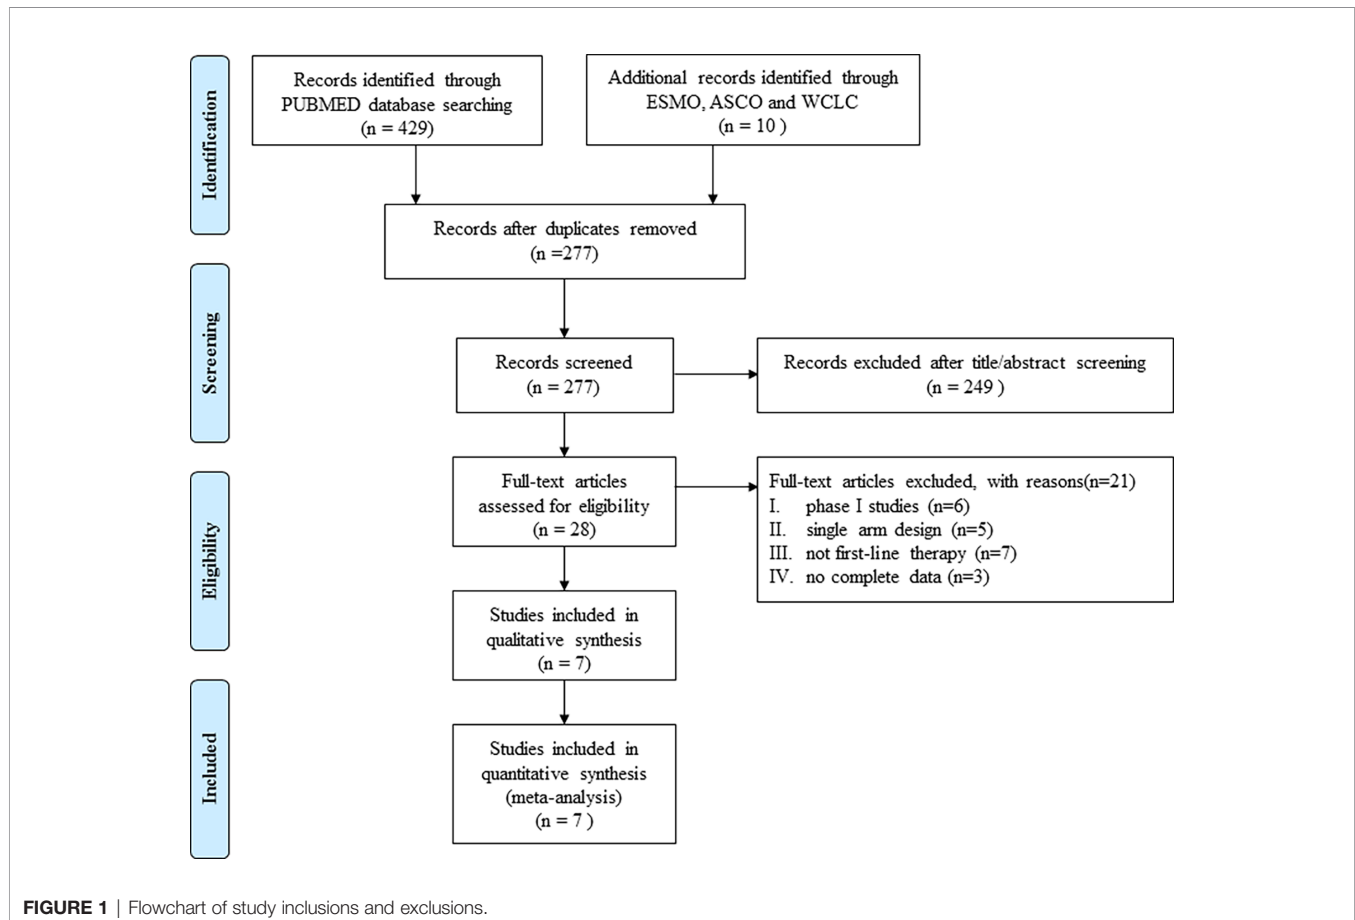 Identification
Records identified through
PUBMED database searching
(n = 429)
Additional records identified through
ESMO, ASCO and WCLC
(n = 10 )
Records after duplicates removed
(n =277)
Screening
Records screened
(n = 277)
Records excluded after title/abstract screening
(n = 249 )
Eligibility
Full-text articles
assessed for eligibility
(n = 28)
Full-text articles excluded, with reasons(n=21)
I. phase I studies (n=6)
II. single arm design (n=5)
III. not first-line therapy (n=7)
IV. no complete data (n=3)
Studies included in
qualitative synthesis
(n = 7)
Included
Studies included in
quantitative synthesis
(meta-analysis)
(n = 7 )
FIGURE 1 | Flowchart of study inclusions and exclusions.